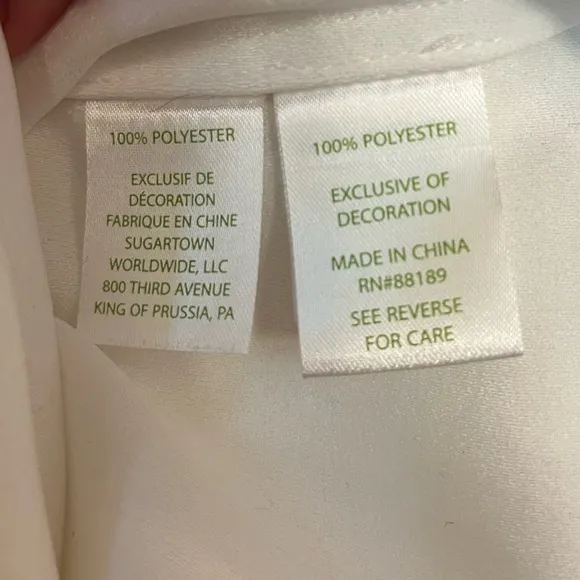 100% POLYESTER
EXCLUSIF DE
DÉCORATION
FABRIQUE EN CHINE
SUGARTOWN
WORLDWIDE, LLC
800 THIRD AVENUE
KING OF PRUSSIA, PA
100% POLYESTER
EXCLUSIVE OF
DECORATION
MADE IN CHINA
RN#88189
SEE REVERSE
FOR CARE